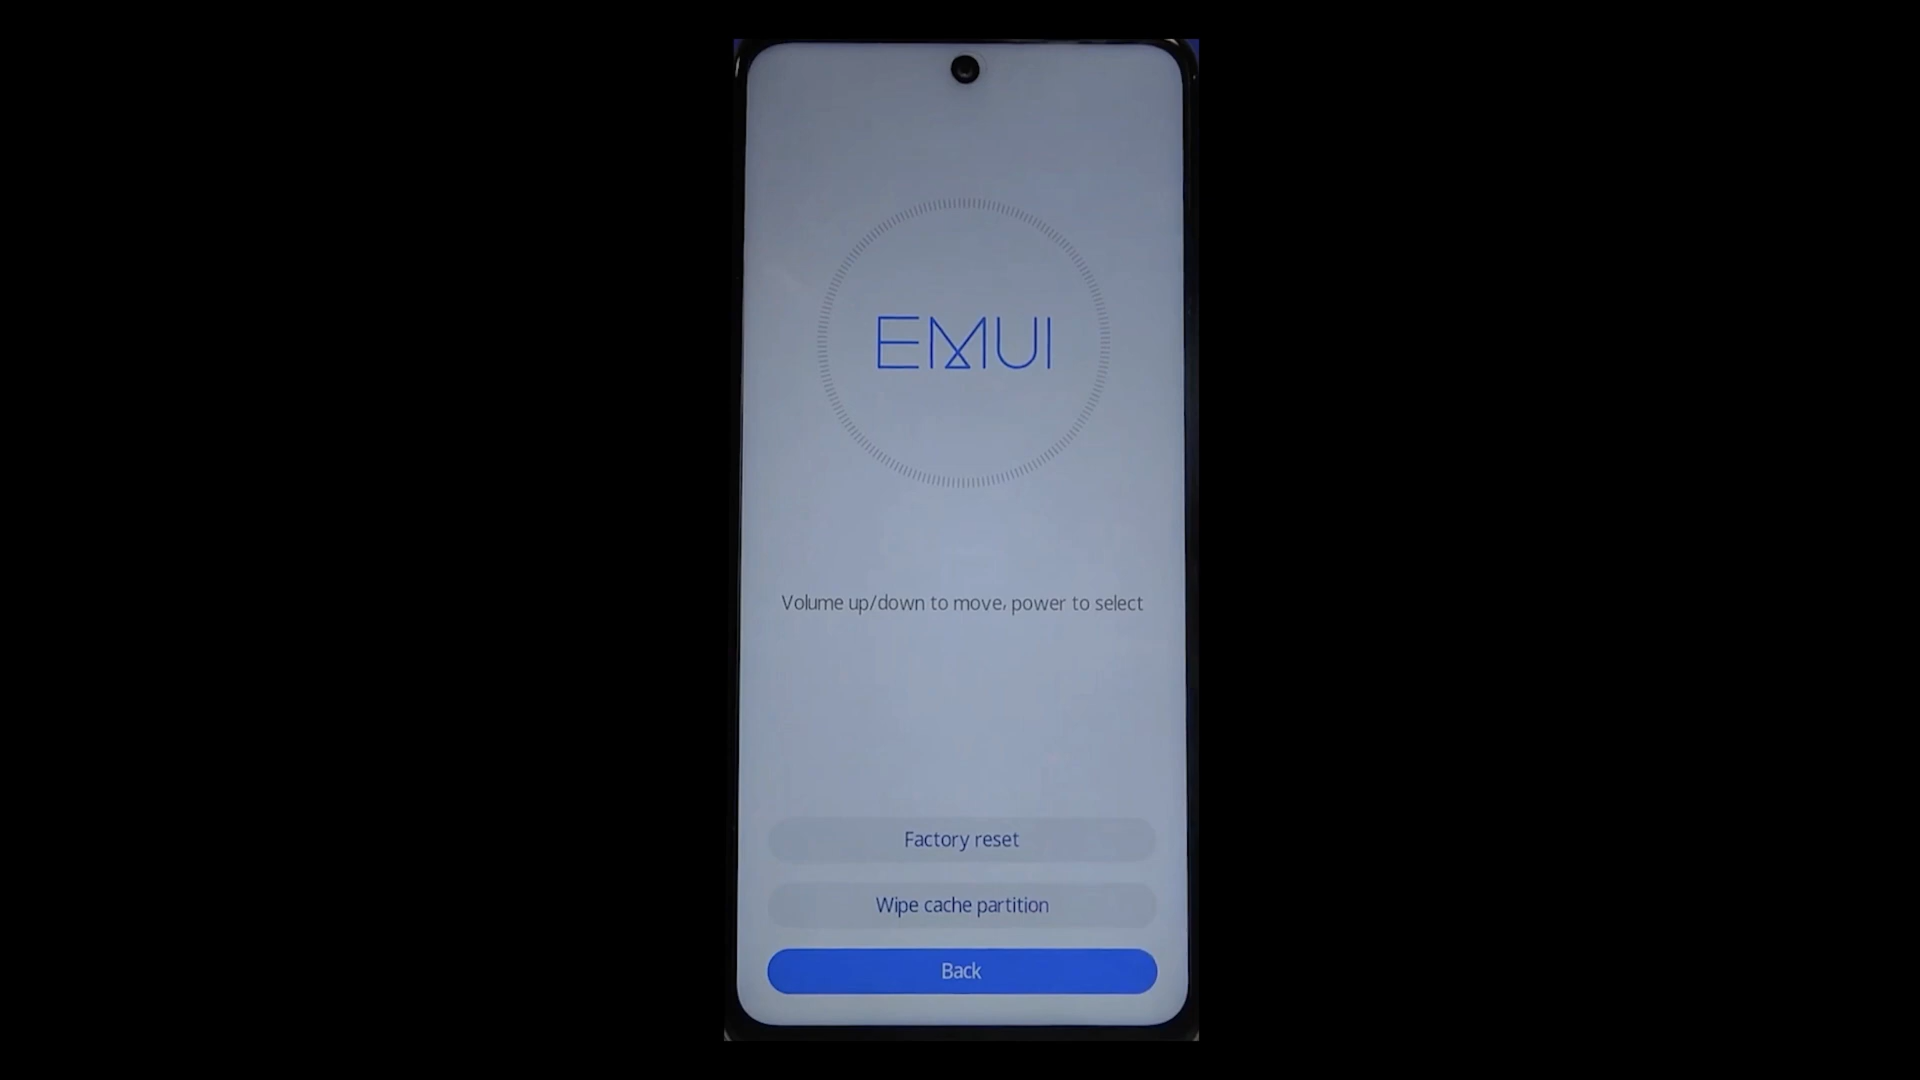 EMUI
Volume up/down to move, power to select
Factory reset
Wipe cache partition
Back